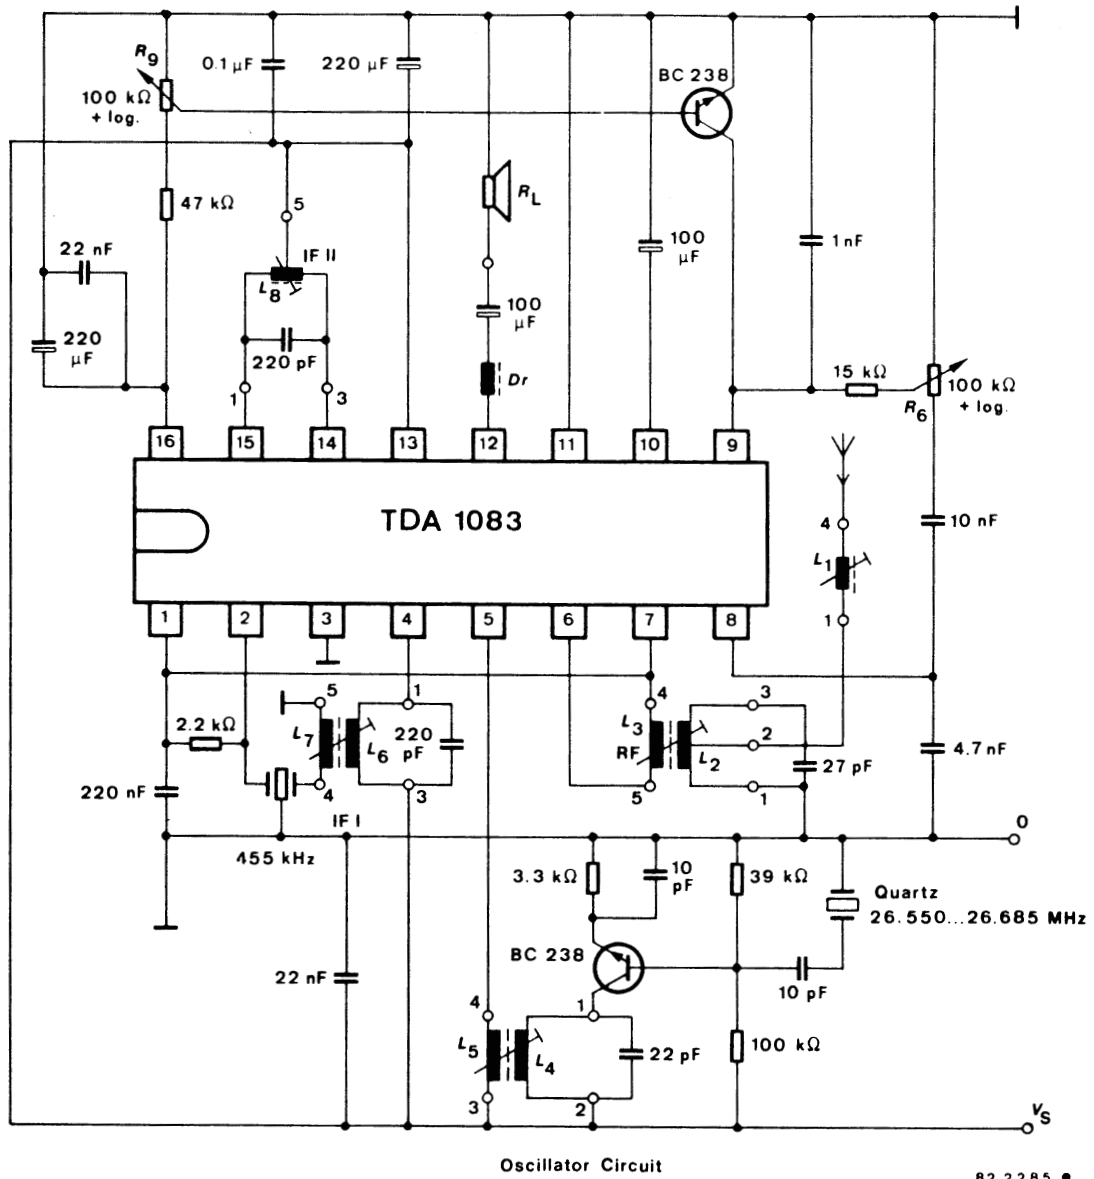 R9
100 kΩ
+ log.
0.1 µF
220 µF
BC 238
47 kΩ
5
RL
22 nF
IF II
L8
100
µF
1 nF
100
µF
220
µF
220 pF
Dr
15 kΩ
100 kΩ
+ log.
R6
1
3
16
15
14
13
12
11
10
9
TDA 1083
4
10 nF
L1
1
1
2
3
4
5
6
7
8
5
1
4
3
2.2 kΩ
L7
L6
220
pF
L3
RF
L2
2
4.7 nF
27 pF
220 nF
4
3
5
1
IF I
0
455 kHz
3.3 kΩ
10
pF
39 kΩ
Quartz
26.550...26.685 MHz
BC 238
22 nF
10 pF
4
1
L5
L4
22 pF
100 kΩ
3
2
VS
Oscillator Circuit
82 2285